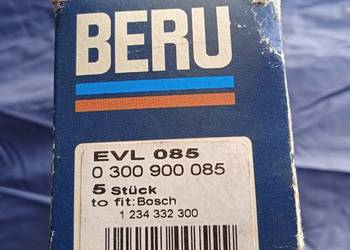 BERU
EVL 085
0 300 900 085
5 Stück
to fit:Bosch
1 234 332 300